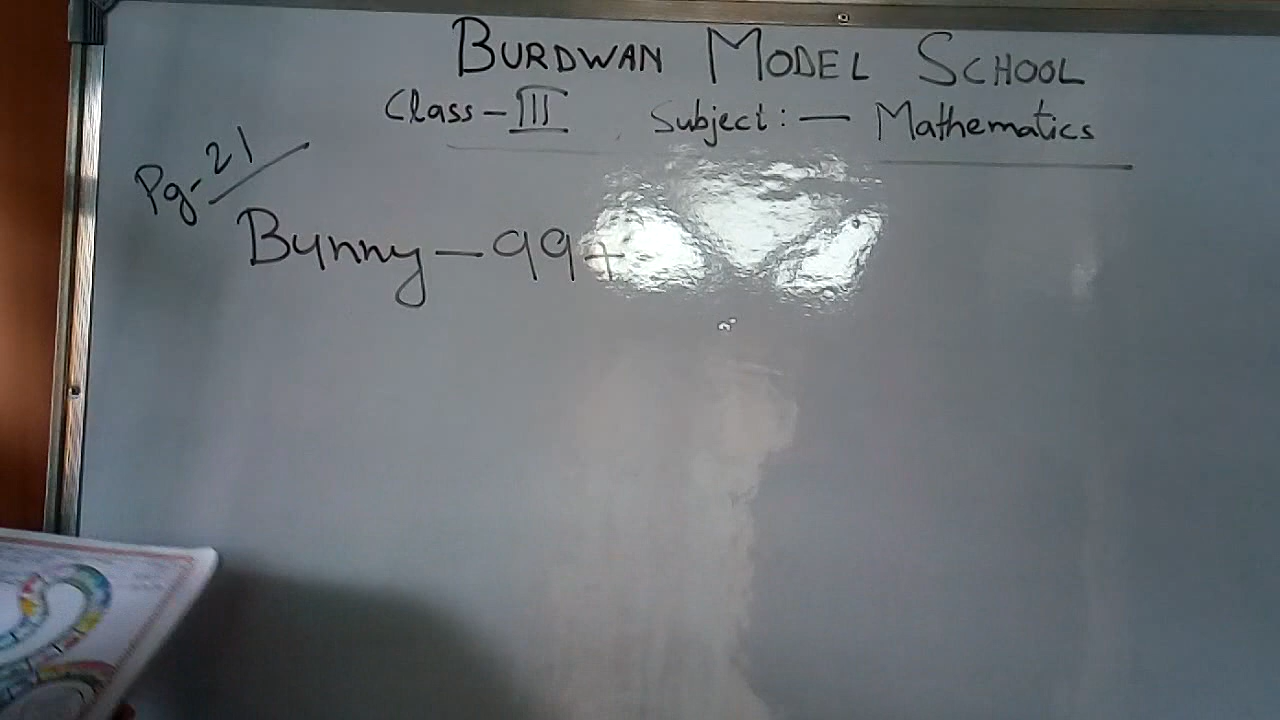 BURDWAN MODEL SCHOOL
Class - III Subject : — Mathematics
Pg - 21
Bunny — 99 +